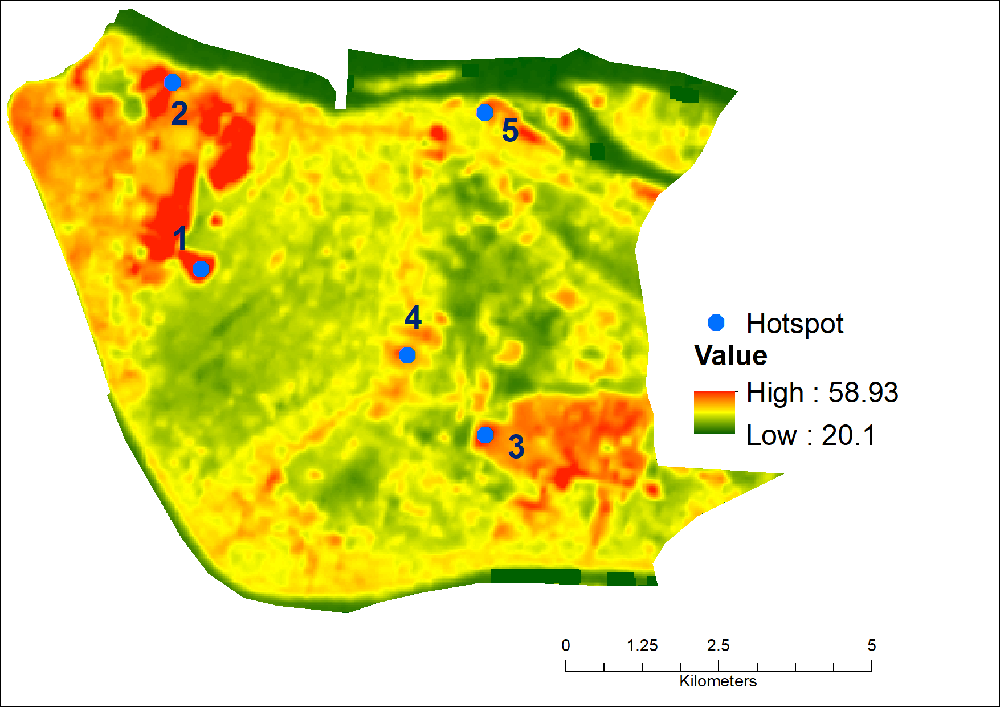 2
5
1
4
Hotspot
Value
High : 58.93
Low : 20.1
3
0 1.25 2.5 5
Kilometers